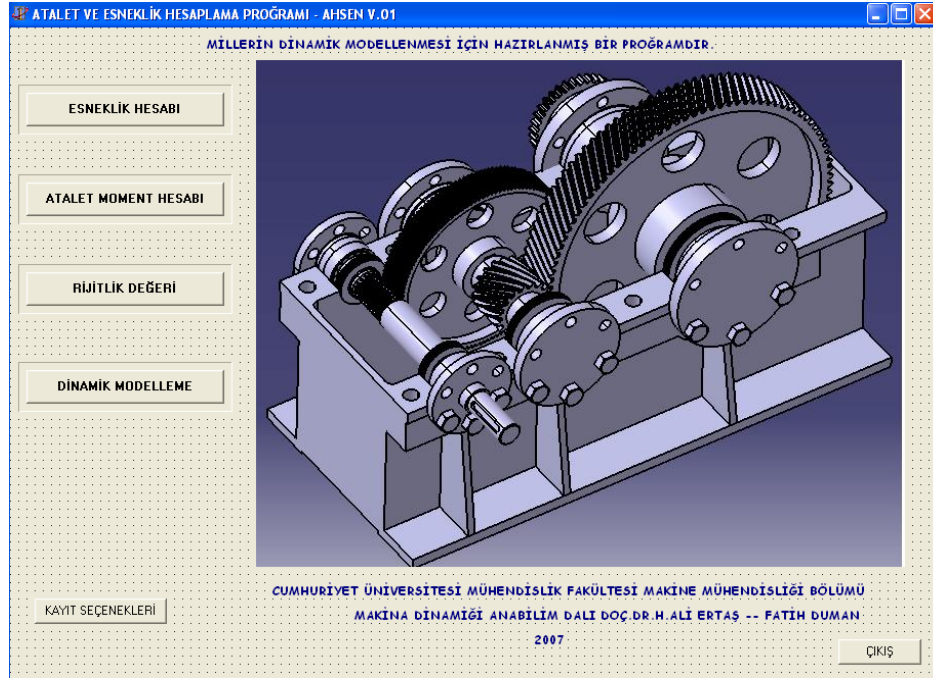 ATALET VE ESNEKLİK HESAPLAMA PROĞRAMI - AHSEN V.01
MİLLERİN DİNAMİK MODELLENMESİ İÇİN HAZIRLANMIŞ BİR PROĞRAMDIR.
ESNEKLİK HESABI
ATALET MOMENT HESABI
RİJİTLİK DEĞERİ
DİNAMİK MODELLEME
KAYIT SEÇENEKLERİ
CUMHURİYET ÜNİVERSİTESİ MÜHENDİSLİK FAKÜLTESİ MAKİNE MÜHENDİSLİĞİ BÖLÜMÜ
MAKİNA DİNAMİĞİ ANABİLİM DALI DOÇ.DR.H.ALİ ERTAŞ -- FATİH DUMAN
2007
ÇIKIŞ